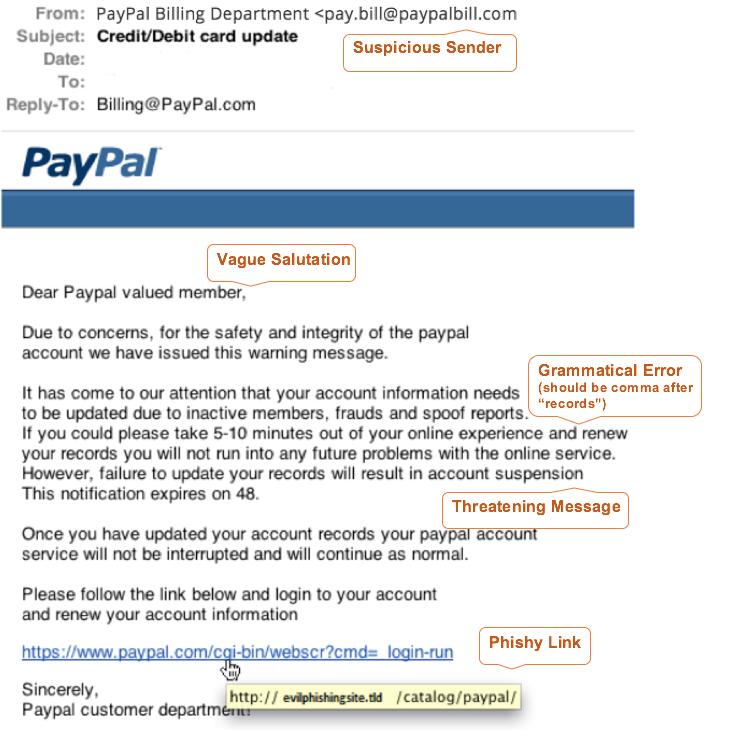 From: PayPal Billing Department <pay.bill@paypalbill.com
Subject: Credit/Debit card update
Suspicious Sender
Date:
To:
Reply-To: Billing@PayPal.com
PayPal
Vague Salutation
Dear Paypal valued member,
Due to concerns, for the safety and integrity of the paypal
account we have issued this warning message.
Grammatical Error
(should be comma after
“records”)
It has come to our attention that your account information needs
to be updated due to inactive members, frauds and spoof reports.
If you could please take 5-10 minutes out of your online experience and renew
your records you will not run into any future problems with the online service.
However, failure to update your records will result in account suspension
This notification expires on 48.
Threatening Message
Once you have updated your account records your paypal account
service will not be interrupted and will continue as normal.
Please follow the link below and login to your account
and renew your account information
Phishy Link
https://www.paypal.com/cgi-bin/webscr?cmd=_login-run
Sincerely,
http:// evilphishingsite.tld /catalog/paypal/
Paypal customer department!